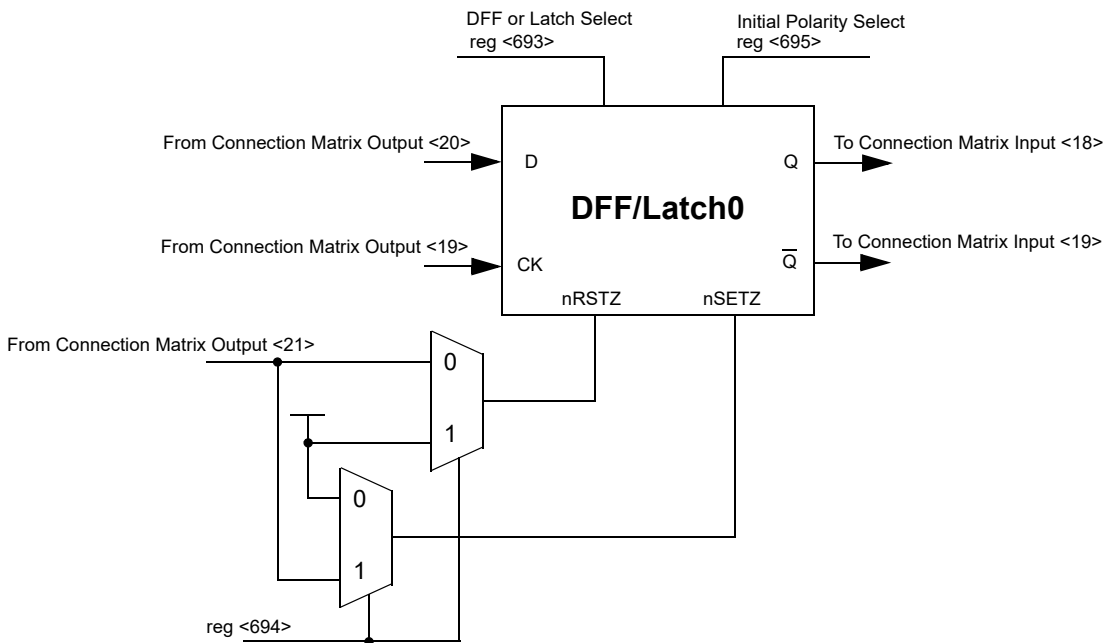 DFF or Latch Select
reg <693>
Initial Polarity Select
reg <695>
From Connection Matrix Output <20>
D
Q
To Connection Matrix Input <18>
DFF/Latch0
From Connection Matrix Output <19>
CK
Q̅
To Connection Matrix Input <19>
nRSTZ
nSETZ
From Connection Matrix Output <21>
0
1
0
1
reg <694>